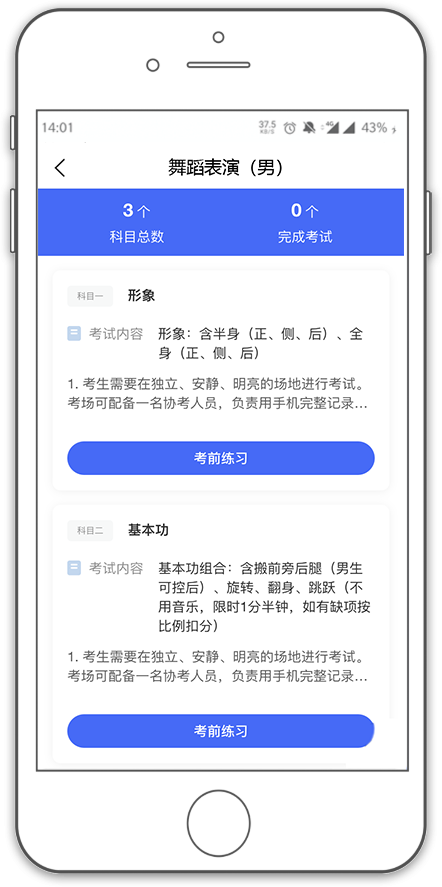 14:01
37.5
KB/S
4G
43%
舞蹈表演（男）
3个
0个
科目总数
完成考试
科目一
形象
考试内容
形象：含半身（正、侧、后）、全
身（正、侧、后）
1. 考生需要在独立、安静、明亮的场地进行考试。
考场可配备一名协考人员，负责用手机完整记录…
考前练习
科目二
基本功
考试内容
基本功组合：含搬前旁后腿（男生
可控后）、旋转、翻身、跳跃（不
用音乐，限时1分半钟，如有缺项按
比例扣分）
1. 考生需要在独立、安静、明亮的场地进行考试。
考场可配备一名协考人员，负责用手机完整记录…
考前练习